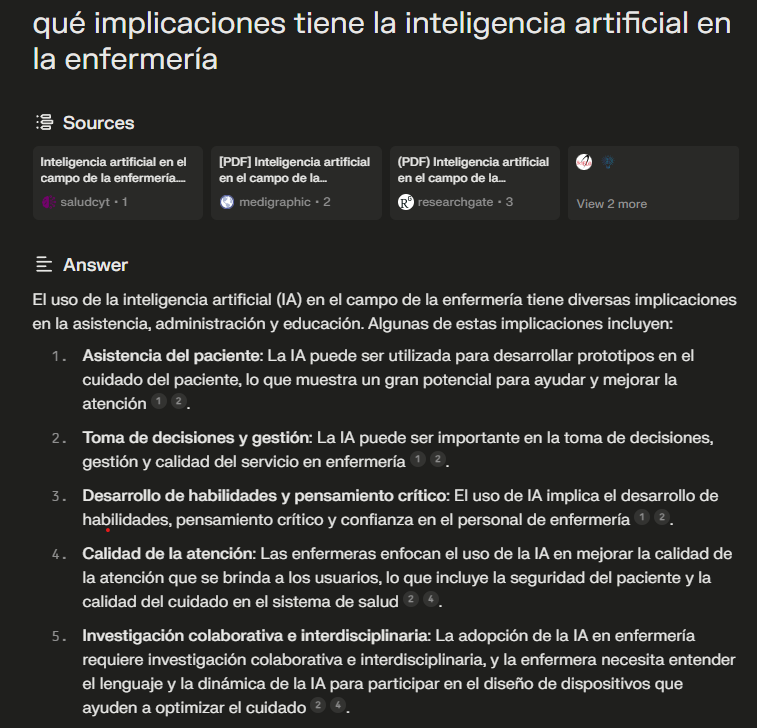 qué implicaciones tiene la inteligencia artificial en
la enfermería
Sources
Inteligencia artificial en el
campo de la enfermería....
saludcyt • 1
[PDF] Inteligencia artificial
en el campo de la...
medigraphic • 2
(PDF) Inteligencia artificial
en el campo de la...
researchgate • 3
View 2 more
Answer
El uso de la inteligencia artificial (IA) en el campo de la enfermería tiene diversas implicaciones
en la asistencia, administración y educación. Algunas de estas implicaciones incluyen:
1. Asistencia del paciente: La IA puede ser utilizada para desarrollar prototipos en el
cuidado del paciente, lo que muestra un gran potencial para ayudar y mejorar la
atención 1 2.
2. Toma de decisiones y gestión: La IA puede ser importante en la toma de decisiones,
gestión y calidad del servicio en enfermería 1 2.
3. Desarrollo de habilidades y pensamiento crítico: El uso de IA implica el desarrollo de
habilidades, pensamiento crítico y confianza en el personal de enfermería 1 2.
4. Calidad de la atención: Las enfermeras enfocan el uso de la IA en mejorar la calidad de
la atención que se brinda a los usuarios, lo que incluye la seguridad del paciente y la
calidad del cuidado en el sistema de salud 2 4.
5. Investigación colaborativa e interdisciplinaria: La adopción de la IA en enfermería
requiere investigación colaborativa e interdisciplinaria, y la enfermera necesita entender
el lenguaje y la dinámica de la IA para participar en el diseño de dispositivos que
ayuden a optimizar el cuidado 2 4.